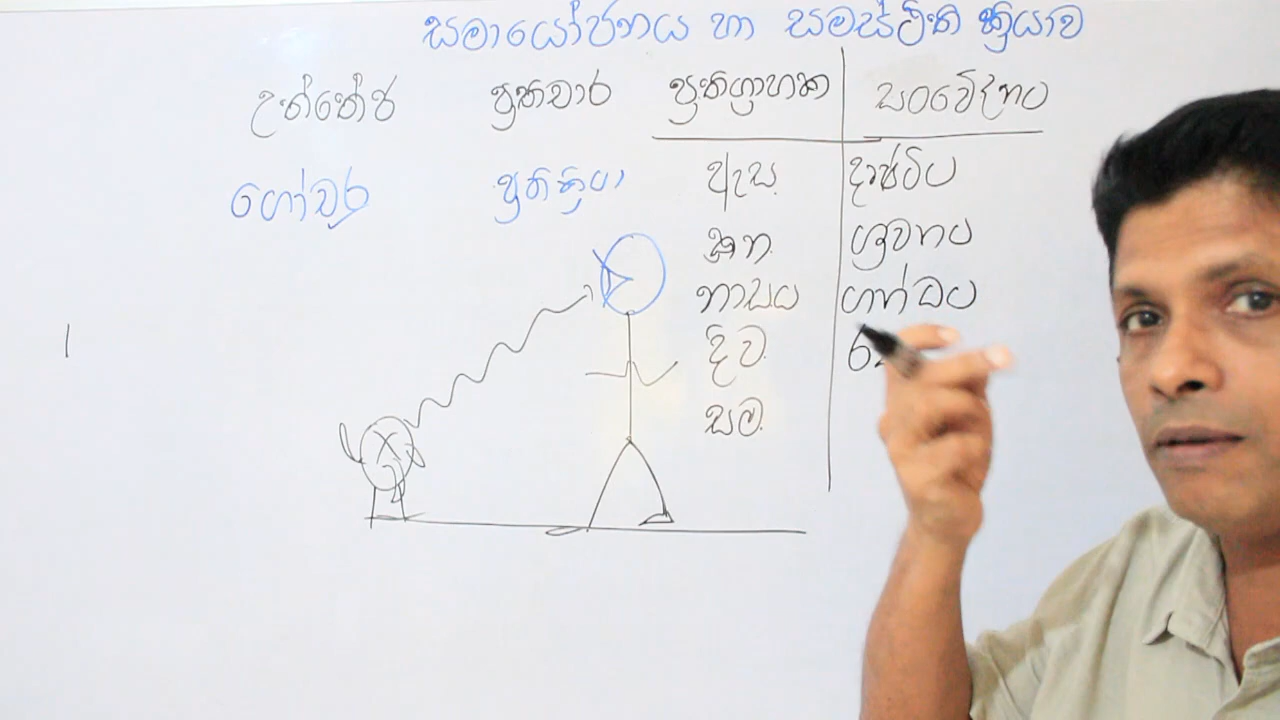 සමායෝජනය හා සමස්ථිති ක්‍රියාව
උත්තේජ ප්‍රතිචාර ප්‍රතිග්‍රාහක සංවේදනය
ගෝචර ප්‍රතික්‍රියා ඇස දෘෂ්ටිය
කන ශ්‍රවනය
නාසය ගන්ධය
දිව
සම